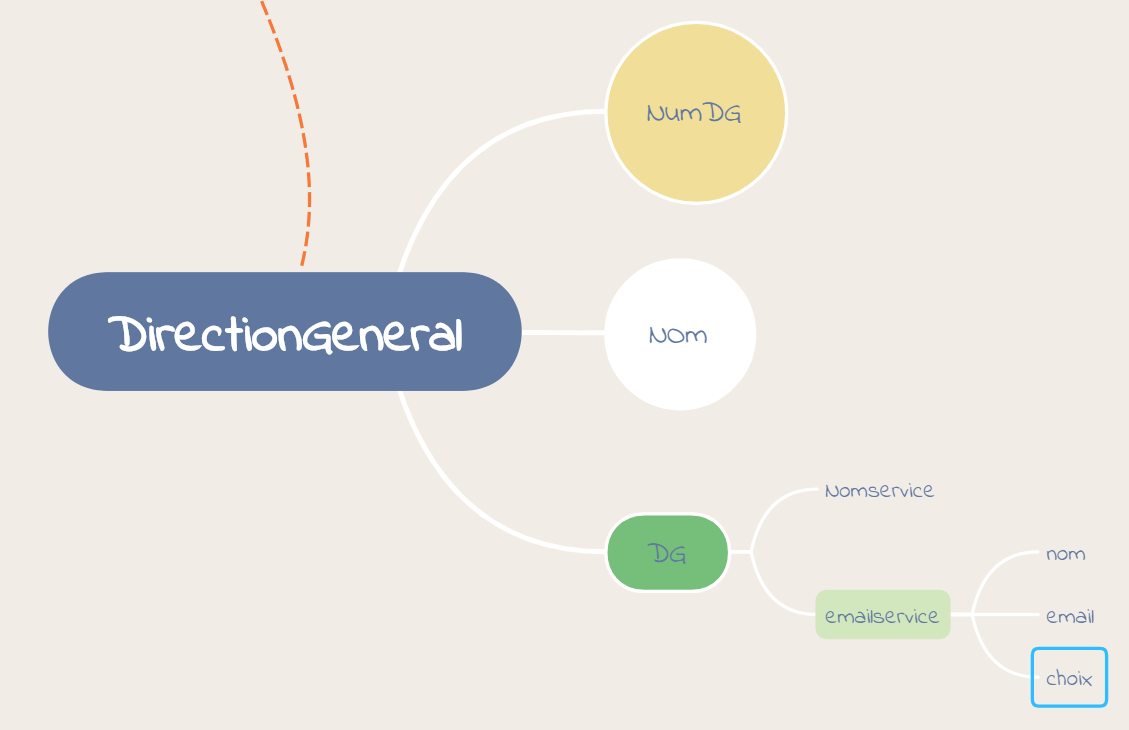 NumDG
DirectionGeneral
NOm
Nomservice
DG
nom
emailservice
email
choix